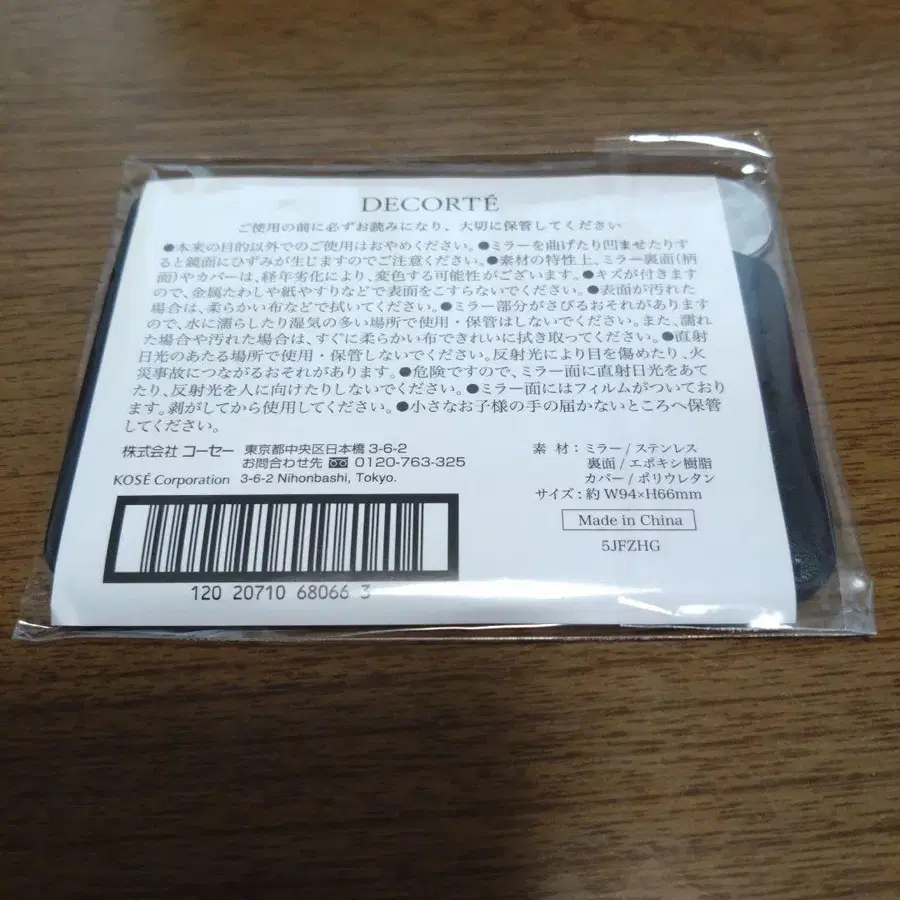 DECORTÉ
ご使用の前に必ずお読みになり、大切に保管してください
●本来の目的以外でのご使用はおやめください。●ミラーを曲げたり凹ませたりす
ると鏡面にひずみが生じますのでご注意ください。●素材の特性上、ミラー裏面(柄
面)やカバーは、経年劣化により、変色する可能性がございます。●キズが付きます
ので、金属たわしや紙やすりなどで表面をこすらないでください。●表面が汚れた
場合は、柔らかい布などで拭いてください。●ミラー部分がさびるおそれがあります
ので、水に濡らしたり湿気の多い場所で使用・保管はしないでください。また、濡れ
た場合や汚れた場合は、すぐに柔らかい布できれいに拭き取ってください。●直射
日光のあたる場所で使用・保管しないでください。反射光により目を傷めたり、火
災事故につながるおそれがあります。●危険ですので、ミラー面に直射日光をあて
たり、反射光を人に向けたりしないでください。●ミラー面にはフィルムがついており
ます。剥がしてから使用してください。●小さなお子様の手の届かないところへ保管
してください。
株式会社 コーセー 東京都中央区日本橋 3-6-2
お問合わせ先 0120-763-325
KOSÉ Corporation 3-6-2 Nihonbashi, Tokyo.
素 材：ミラー/ステンレス
裏面/エポキシ樹脂
カバー/ポリウレタン
サイズ：約 W94×H66mm
Made in China
5JFZHG
120 20710 68066 3